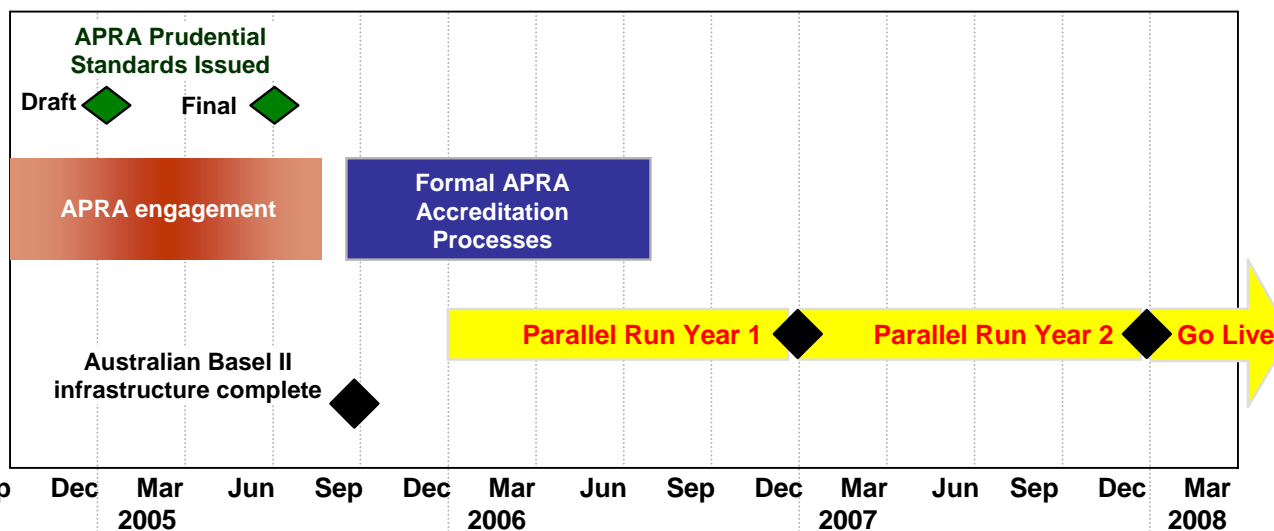 APRA Prudential
Standards Issued
Draft
Final
APRA engagement
Formal APRA
Accreditation
Processes
Parallel Run Year 1
Parallel Run Year 2
Go Live
Australian Basel II
infrastructure complete
p Dec Mar Jun Sep Dec Mar Jun Sep Dec Mar Jun Sep Dec Mar
2005 2006 2007 2008